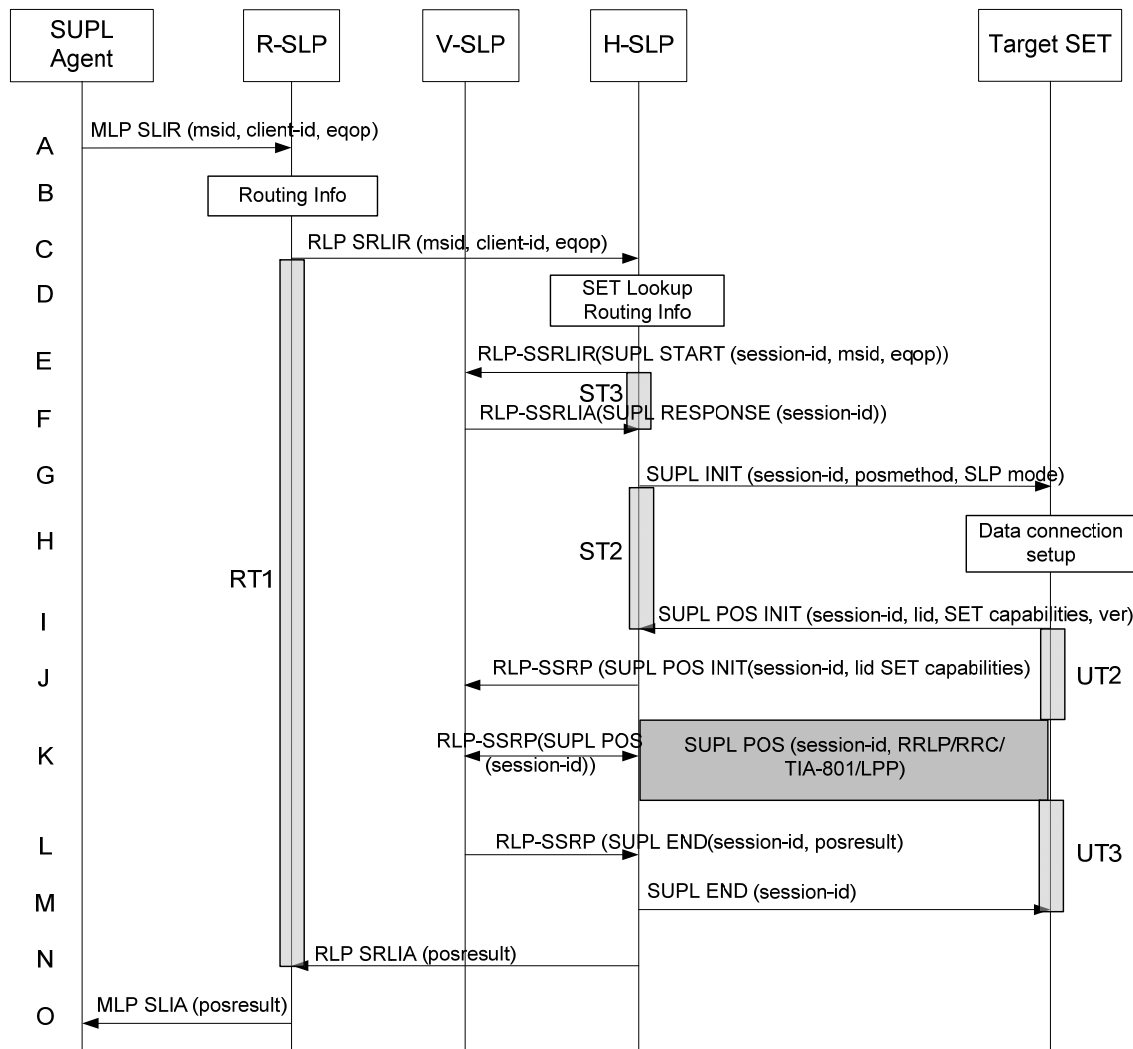 SUPL
Agent
R-SLP
V-SLP
H-SLP
Target SET
A
MLP SLIR (msid, client-id, eqop)
B
Routing Info
C
RLP SRLIR (msid, client-id, eqop)
D
SET Lookup
Routing Info
E
RLP-SSRLIR(SUPL START (session-id, msid, eqop))
ST3
F
RLP-SSRLIA(SUPL RESPONSE (session-id))
G
SUPL INIT (session-id, posmethod, SLP mode)
H
Data connection
setup
ST2
RT1
I
SUPL POS INIT (session-id, lid, SET capabilities, ver)
J
RLP-SSRP (SUPL POS INIT(session-id, lid SET capabilities)
UT2
K
RLP-SSRP(SUPL POS
(session-id))
SUPL POS (session-id, RRLP/RRC/
TIA-801/LPP)
L
RLP-SSRP (SUPL END(session-id, posresult)
UT3
M
SUPL END (session-id)
N
RLP SRLIA (posresult)
O
MLP SLIA (posresult)